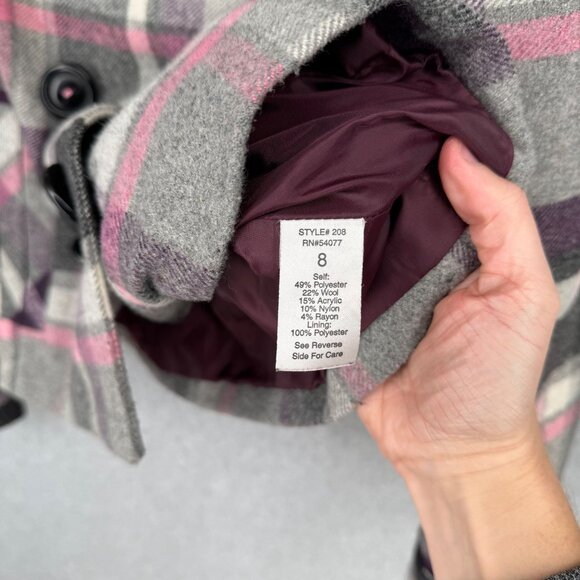 STYLE# 208
RN#54077
8
Self:
49% Polyester
22% Wool
15% Acrylic
10% Nylon
4% Rayon
Lining:
100% Polyester
See Reverse
Side For Care